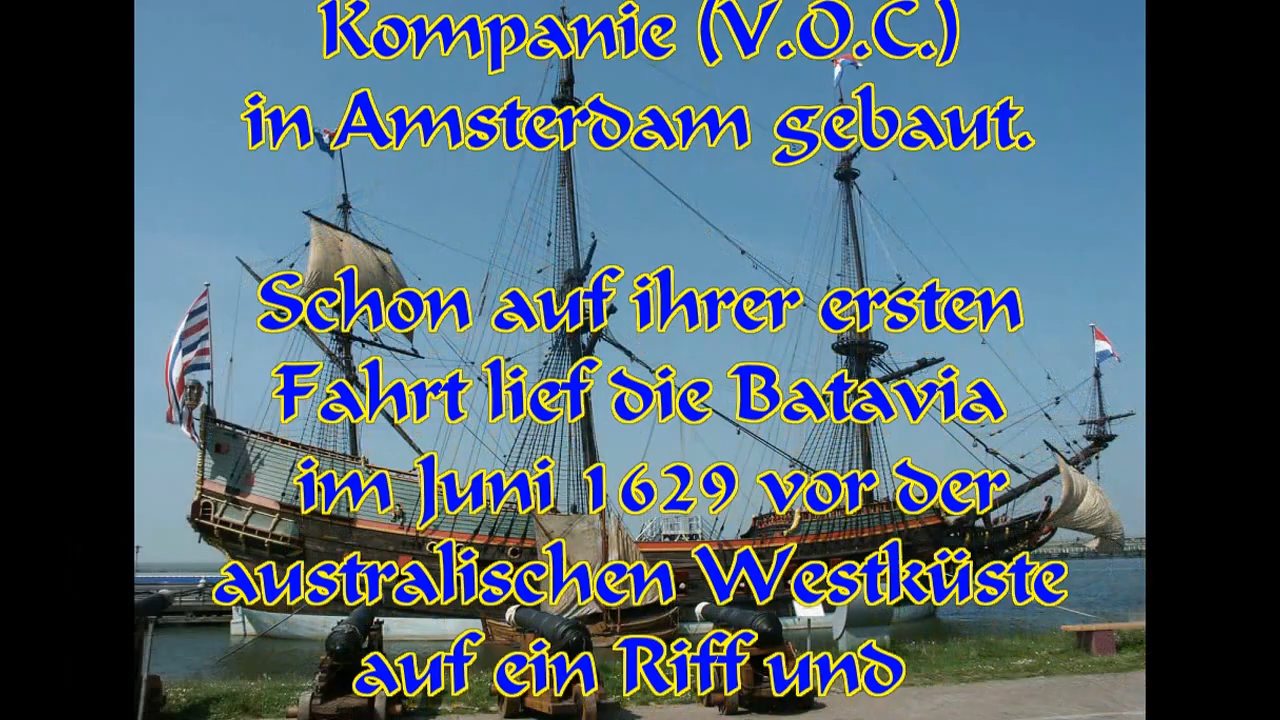 Kompanie (V.O.C.)
in Amsterdam gebaut.
Schon auf ihrer ersten
Fahrt lief die Batavia
im Juni 1629 vor der
australischen Westküste
auf ein Riff und